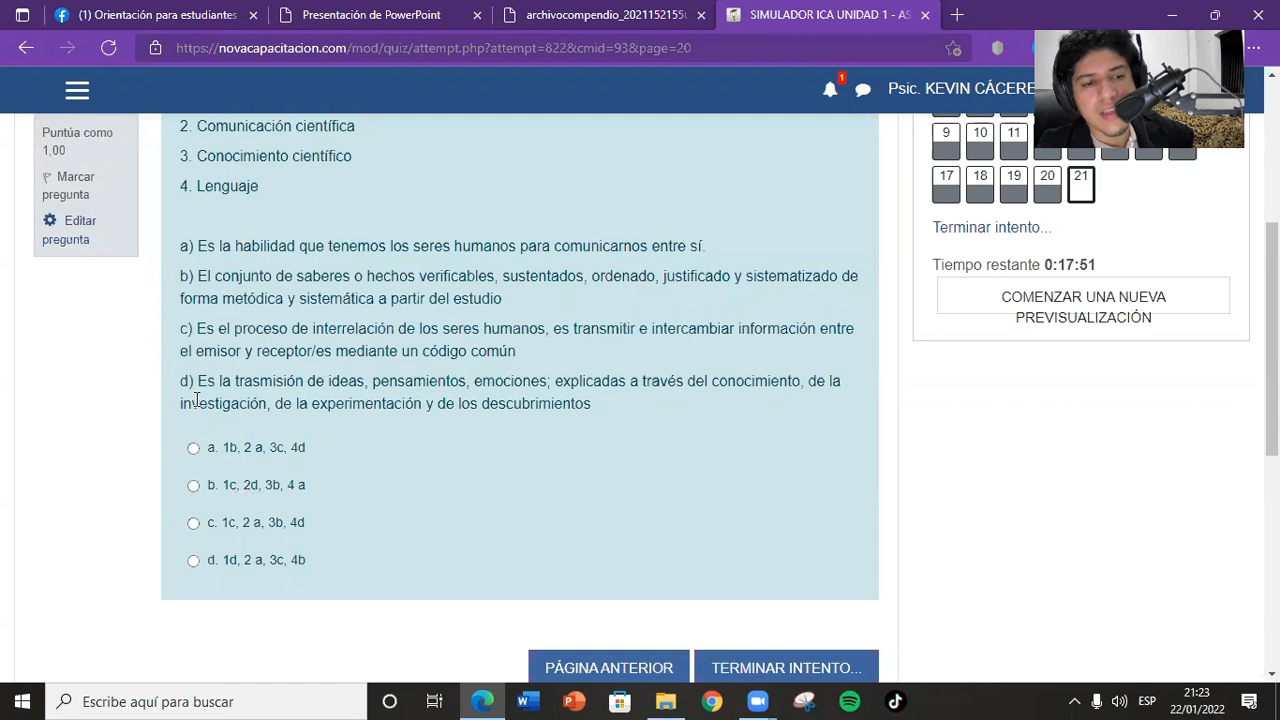 (1) Orientación para estudiantes
Presentación de PowerPoint
archivocompendio_2021152155
SIMULADOR ICA UNIDAD 1 - AS
https://novacapacitacion.com/mod/quiz/attempt.php?attempt=822&cmid=93&page=20
1
Psic. KEVIN CÁCERE
Puntúa como
1,00
Marcar
pregunta
Editar
pregunta
2. Comunicación científica
3. Conocimiento científico
4. Lenguaje
a) Es la habilidad que tenemos los seres humanos para comunicarnos entre sí.
b) El conjunto de saberes o hechos verificables, sustentados, ordenado, justificado y sistematizado de
forma metódica y sistemática a partir del estudio
c) Es el proceso de interrelación de los seres humanos, es transmitir e intercambiar información entre
el emisor y receptor/es mediante un código común
d) Es la trasmisión de ideas, pensamientos, emociones; explicadas a través del conocimiento, de la
investigación, de la experimentación y de los descubrimientos
a. 1b, 2 a, 3c, 4d
b. 1c, 2d, 3b, 4 a
c. 1c, 2 a, 3b, 4d
d. 1d, 2 a, 3c, 4b
PÁGINA ANTERIOR
TERMINAR INTENTO...
9 10 11
17 18 19 20 21
Terminar intento...
Tiempo restante 0:17:51
COMENZAR UNA NUEVA
PREVISUALIZACIÓN
Escribe aquí para buscar
ESP
21:23
22/01/2022